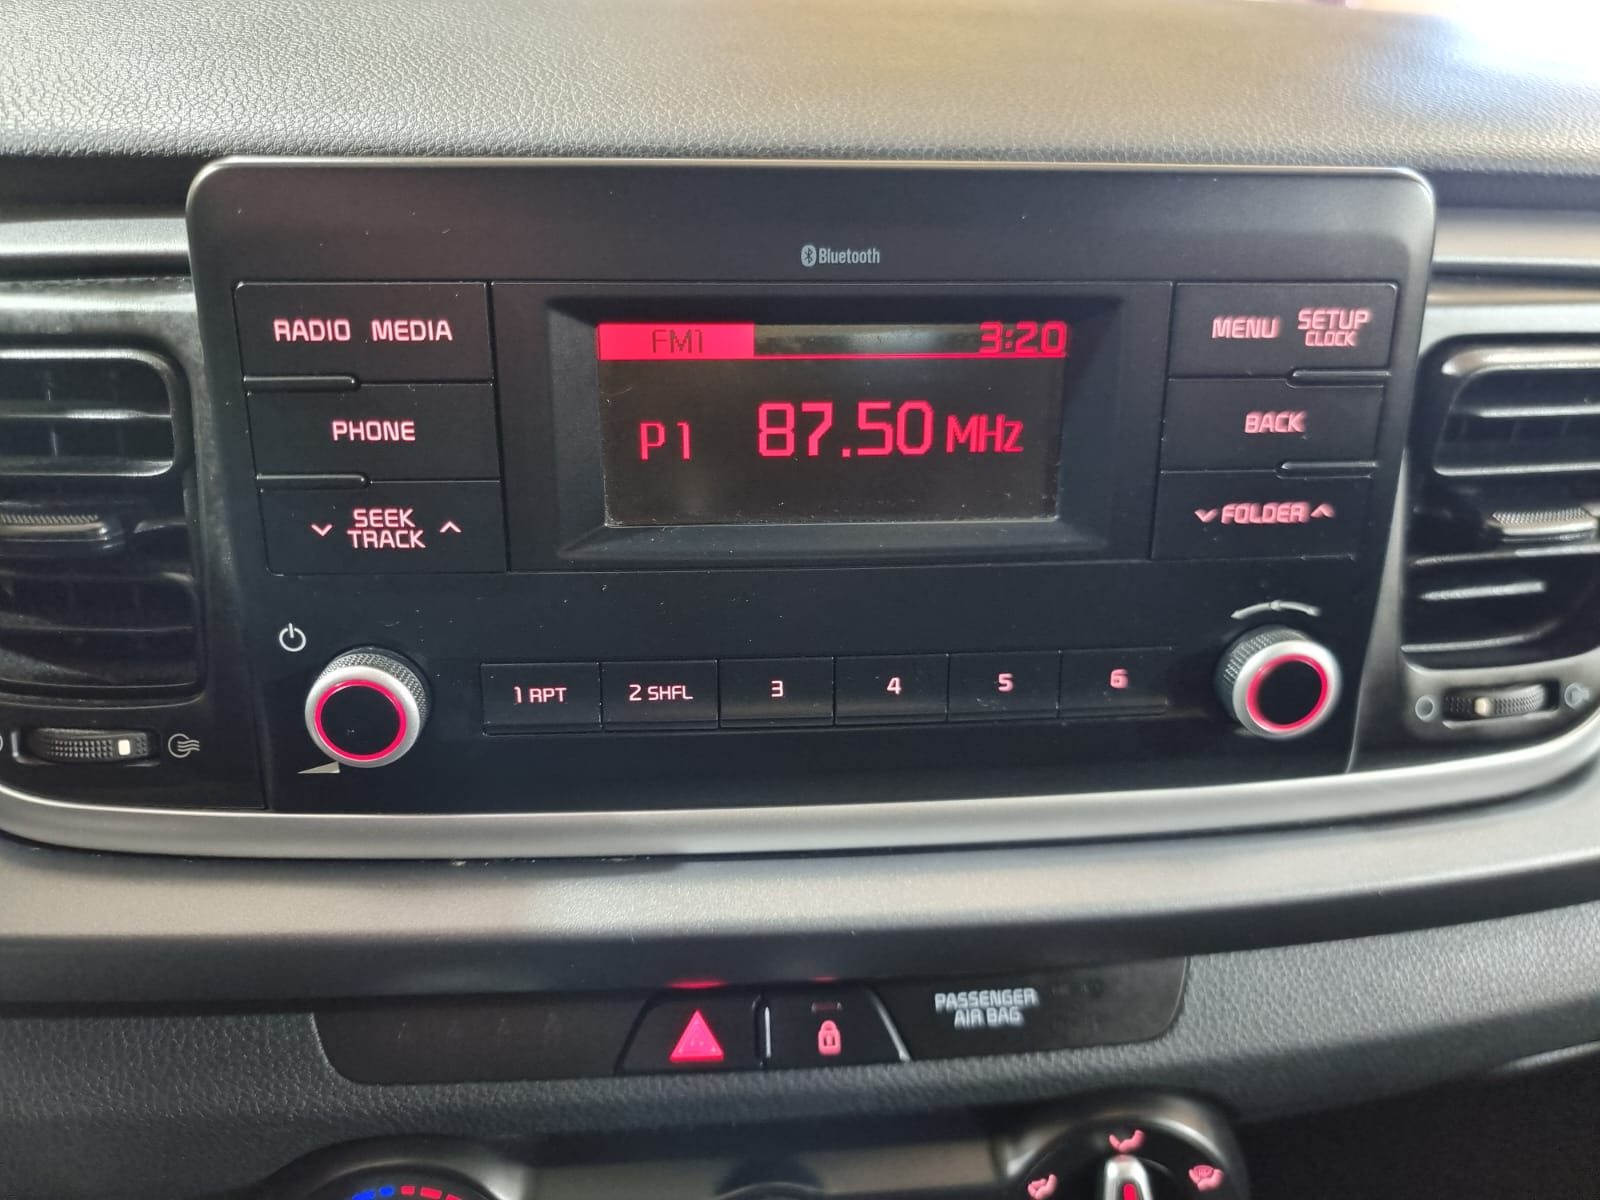 Bluetooth
RADIO MEDIA
FM1 3:20
MENU SETUP
CLOCK
PHONE
P1 87.50 MHz
BACK
SEEK
TRACK
FOLDER
1 RPT 2 SHFL 3 4 5 6
PASSENGER
AIR BAG